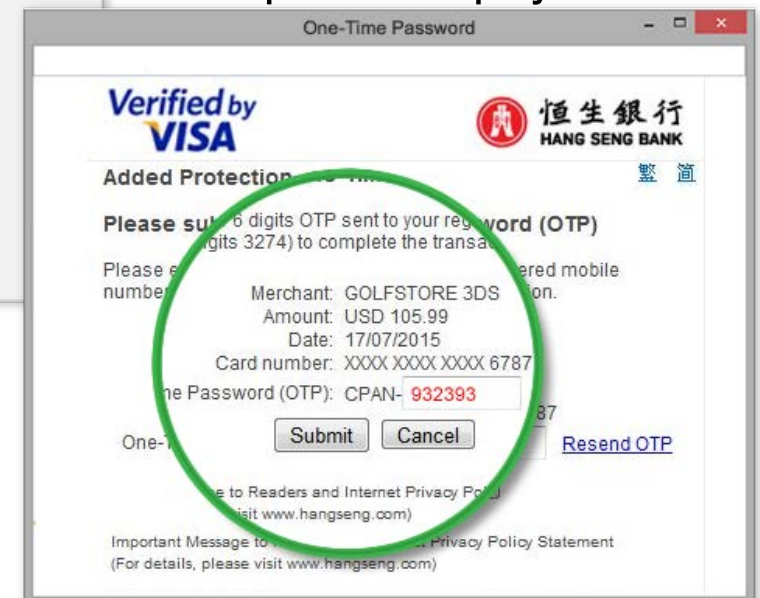 One-Time Password
Verified by
VISA
恒生銀行
HANG SENG BANK
繁 简
Added Protection
Please su
word (OTP)
6 digits OTP sent to your reg
gits 3274) to complete the transac
Please e
ered mobile
number
ion.
Merchant: GOLFSTORE 3DS
Amount: USD 105.99
Date: 17/07/2015
Card number: XXXX XXXX XXXX 6787
me Password (OTP): CPAN- 932393
87
Submit Cancel
One-T
Resend OTP
e to Readers and Internet Privacy Pol
isit www.hangseng.com)
Important Message to
Privacy Policy Statement
(For details, please visit www.hangseng.com)